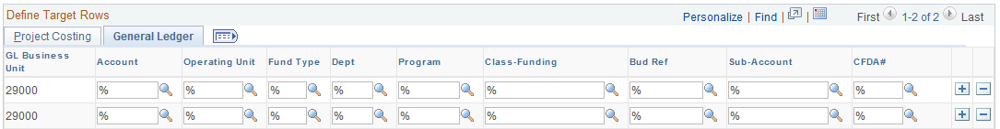 Define Target Rows Personalize | Find | | First 1-2 of 2 Last
Project Costing General Ledger
GL Business Unit Account Operating Unit Fund Type Dept Program Class-Funding Bud Ref Sub-Account CFDA#
29000 % % % % % % % % %
29000 % % % % % % % % %